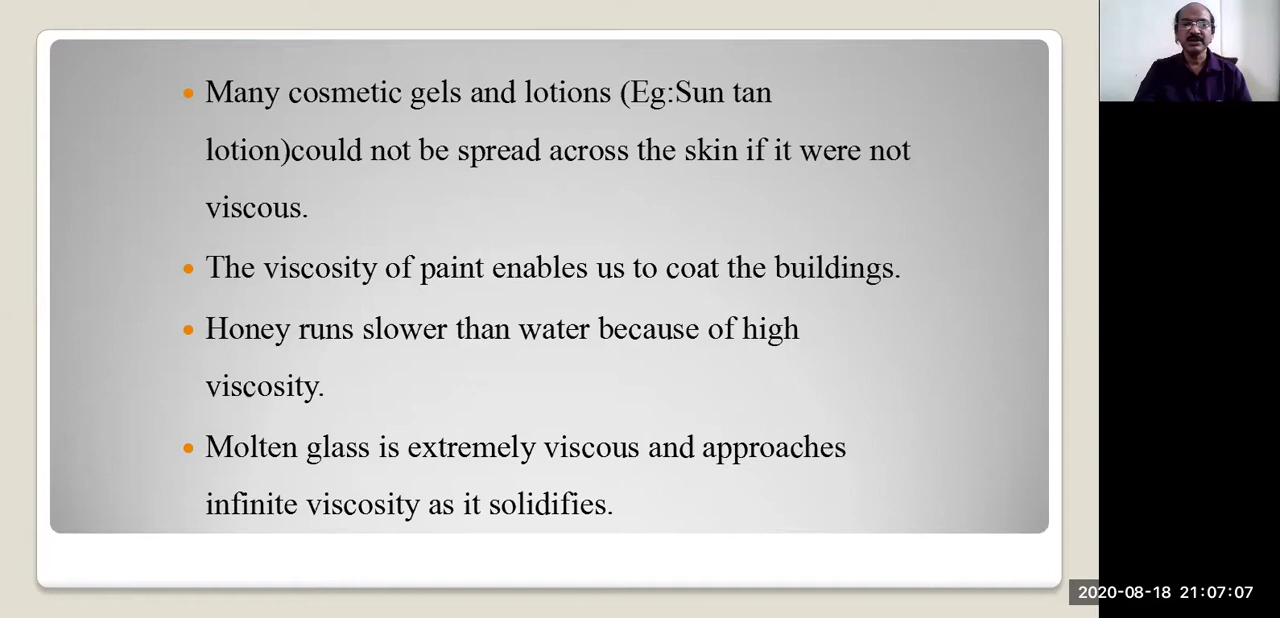 Many cosmetic gels and lotions (Eg:Sun tan
lotion)could not be spread across the skin if it were not
viscous.
The viscosity of paint enables us to coat the buildings.
Honey runs slower than water because of high
viscosity.
Molten glass is extremely viscous and approaches
infinite viscosity as it solidifies.
2020-08-18 21:07:07